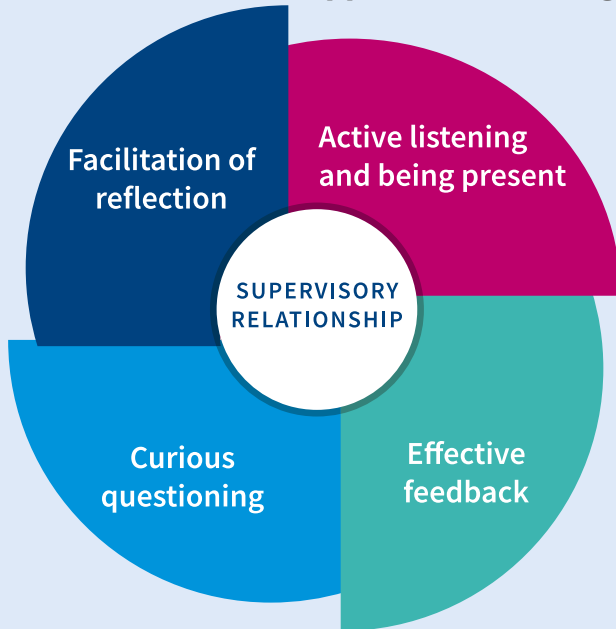 Facilitation of
reflection
Active listening
and being present
SUPERVISORY
RELATIONSHIP
Curious
questioning
Effective
feedback